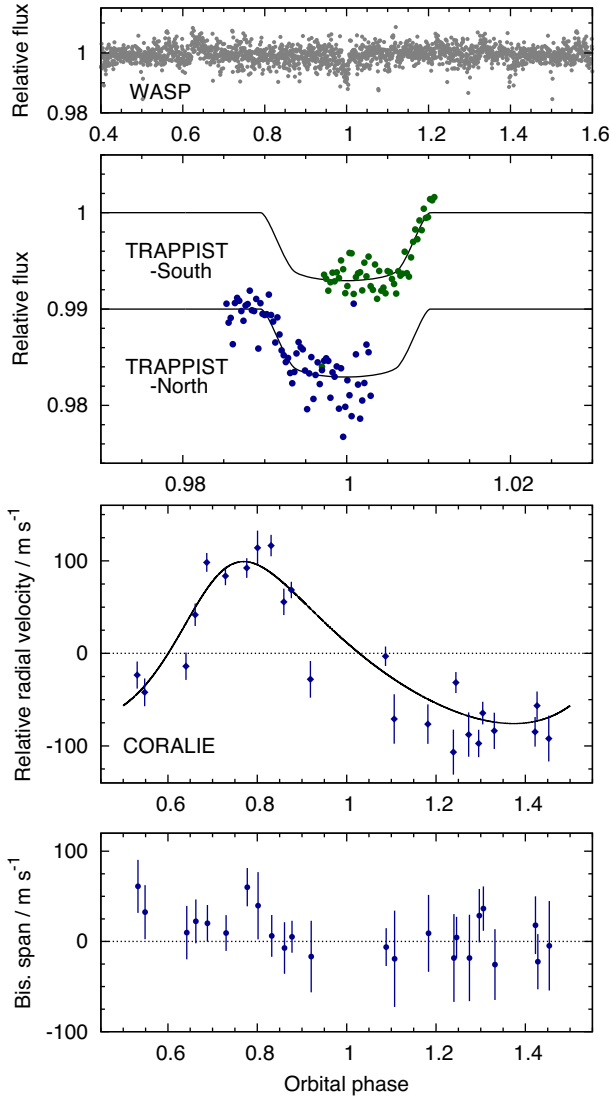 Relative flux
1
0.98
WASP
0.4 0.6 0.8 1 1.2 1.4 1.6
Relative flux
1
0.99
0.98
TRAPPIST
-South
TRAPPIST
-North
0.98 1 1.02
Relative radial velocity / m s⁻¹
100
50
0
-50
-100
CORALIE
0.6 0.8 1 1.2 1.4
Bis. span / m s⁻¹
100
0
-100
0.6 0.8 1 1.2 1.4
Orbital phase